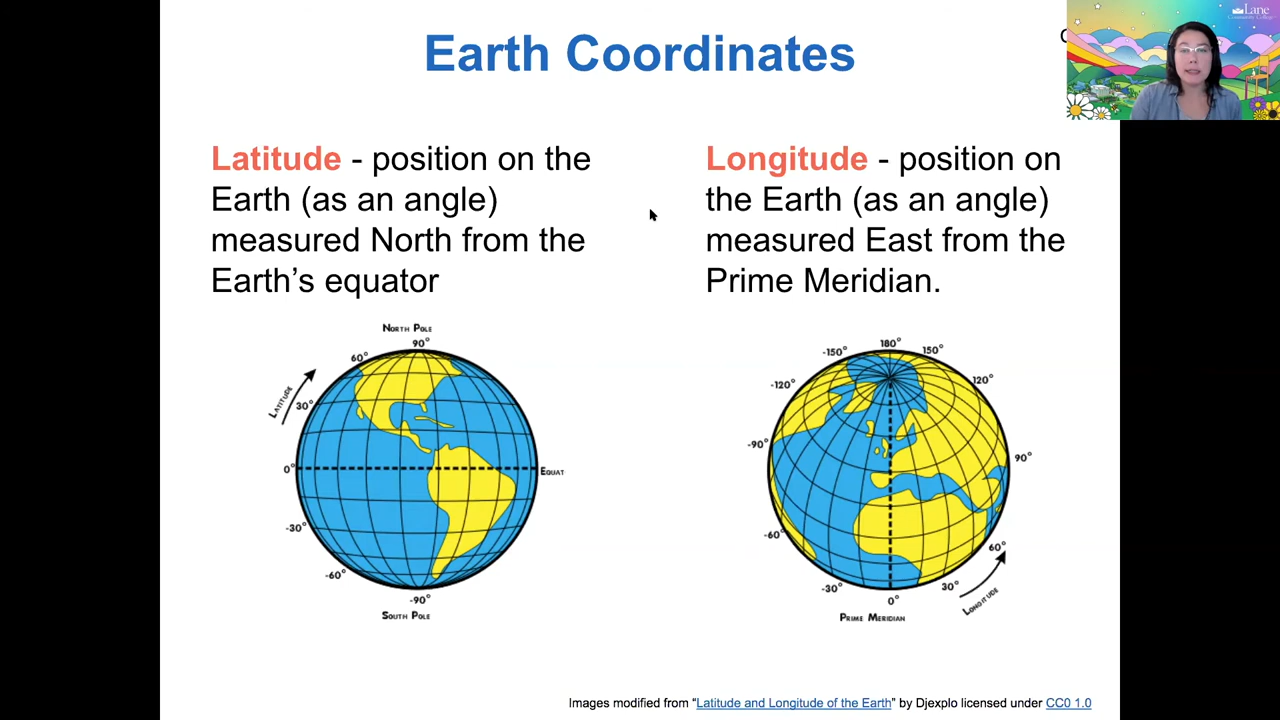 Earth Coordinates
Lane
Community College
Latitude - position on the
Earth (as an angle)
measured North from the
Earth's equator
Longitude - position on
the Earth (as an angle)
measured East from the
Prime Meridian.
North Pole
90°
60°
30°
Latitude
0°
Equat
-30°
-60°
-90°
South Pole
180°
-150°
150°
-120°
120°
-90°
90°
-60°
60°
-30°
30°
0°
Longitude
Prime Meridian
Images modified from “Latitude and Longitude of the Earth” by Djexplo licensed under CC0 1.0